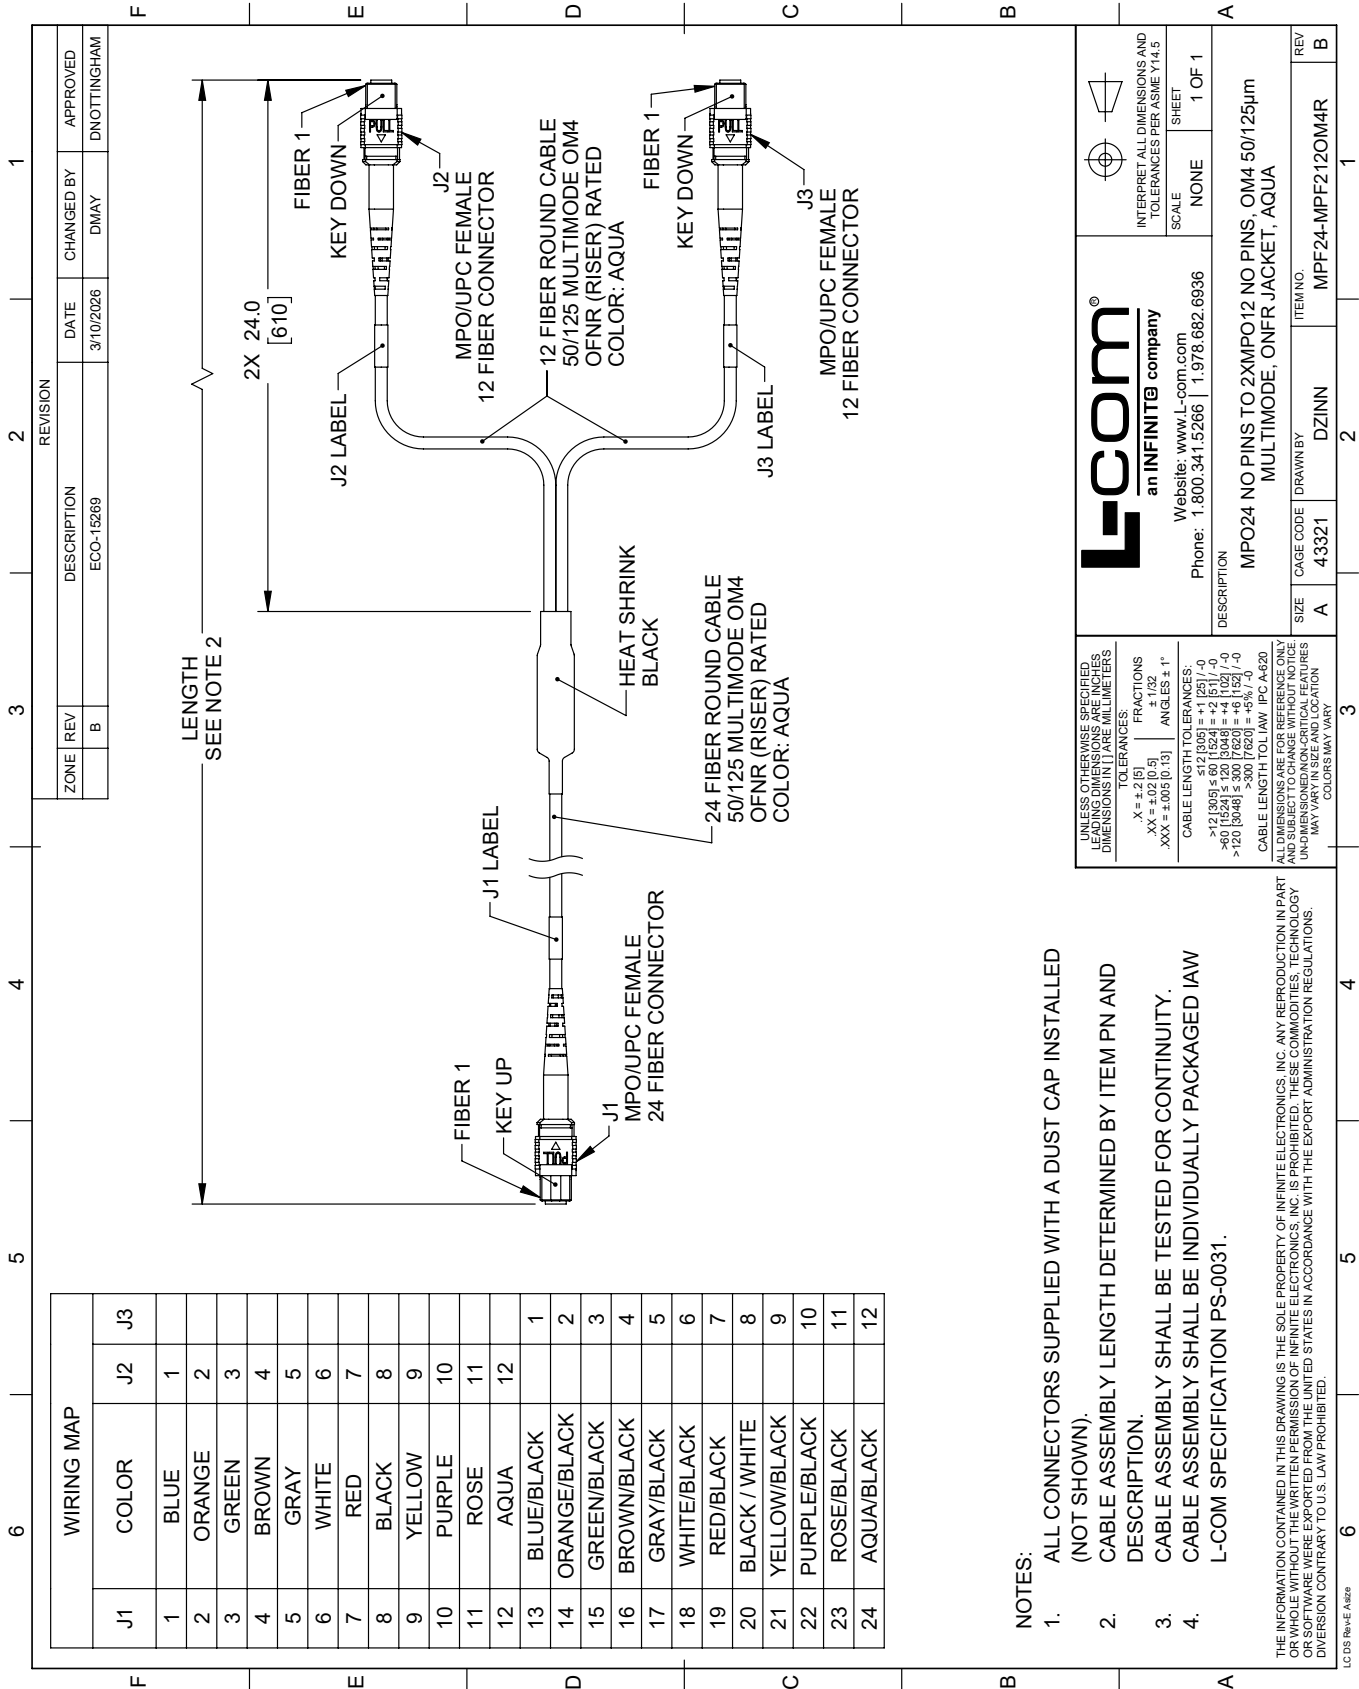 6 5 4 3 2 1
F E D C B A
WIRING MAP
J1 COLOR J2 J3
1 BLUE 1
2 ORANGE 2
3 GREEN 3
4 BROWN 4
5 GRAY 5
6 WHITE 6
7 RED 7
8 BLACK 8
9 YELLOW 9
10 PURPLE 10
11 ROSE 11
12 AQUA 12
13 BLUE/BLACK 1
14 ORANGE/BLACK 2
15 GREEN/BLACK 3
16 BROWN/BLACK 4
17 GRAY/BLACK 5
18 WHITE/BLACK 6
19 RED/BLACK 7
20 BLACK / WHITE 8
21 YELLOW/BLACK 9
22 PURPLE/BLACK 10
23 ROSE/BLACK 11
24 AQUA/BLACK 12
REVISION
ZONE REV DESCRIPTION DATE CHANGED BY APPROVED
B ECO-15269 3/10/2026 DMAY DNOTTINGHAM
LENGTH
SEE NOTE 2
2X 24.0
[610]
FIBER 1
KEY UP
PULL
J1
MPO/UPC FEMALE
24 FIBER CONNECTOR
J1 LABEL
24 FIBER ROUND CABLE
50/125 MULTIMODE OM4
OFNR (RISER) RATED
COLOR: AQUA
HEAT SHRINK
BLACK
J2 LABEL
FIBER 1
KEY DOWN
PULL
J2
MPO/UPC FEMALE
12 FIBER CONNECTOR
12 FIBER ROUND CABLE
50/125 MULTIMODE OM4
OFNR (RISER) RATED
COLOR: AQUA
J3 LABEL
FIBER 1
KEY DOWN
PULL
J3
MPO/UPC FEMALE
12 FIBER CONNECTOR
NOTES:
1. ALL CONNECTORS SUPPLIED WITH A DUST CAP INSTALLED
(NOT SHOWN).
2. CABLE ASSEMBLY LENGTH DETERMINED BY ITEM PN AND
DESCRIPTION.
3. CABLE ASSEMBLY SHALL BE TESTED FOR CONTINUITY.
4. CABLE ASSEMBLY SHALL BE INDIVIDUALLY PACKAGED IAW
L-COM SPECIFICATION PS-0031.
THE INFORMATION CONTAINED IN THIS DRAWING IS THE SOLE PROPERTY OF INFINITE ELECTRONICS, INC. ANY REPRODUCTION IN PART
OR WHOLE WITHOUT THE WRITTEN PERMISSION OF INFINITE ELECTRONICS, INC. IS PROHIBITED. THESE COMMODITIES, TECHNOLOGY
OR SOFTWARE WERE EXPORTED FROM THE UNITED STATES IN ACCORDANCE WITH THE EXPORT ADMINISTRATION REGULATIONS.
DIVERSION CONTRARY TO U.S. LAW PROHIBITED.
UNLESS OTHERWISE SPECIFIED
LEADING DIMENSIONS ARE INCHES
DIMENSIONS IN [ ] ARE MILLIMETERS
TOLERANCES:
.X = ±.2 [5] FRACTIONS
.XX = ±.02 [0.5] ± 1/32
.XXX = ±.005 [0.13] ANGLES ± 1°
CABLE LENGTH TOLERANCES:
≤12 [305] = +1 [25] / -0
>12 [305] ≤ 60 [1524] = +2 [51] / -0
>60 [1524] ≤ 120 [3048] = +4 [102] / -0
>120 [3048] ≤ 300 [7620] = +6 [152] / -0
>300 [7620] = +5% / -0
CABLE LENGTH TOL IAW IPC A-620
ALL DIMENSIONS ARE FOR REFERENCE ONLY
AND SUBJECT TO CHANGE WITHOUT NOTICE.
UN-DIMENSIONED/NON-CRITICAL FEATURES
MAY VARY IN SIZE AND LOCATION
COLORS MAY VARY
L-com®
an INFINIT@ company
Website: www.L-com.com
Phone: 1.800.341.5266 | 1.978.682.6936
INTERPRET ALL DIMENSIONS AND
TOLERANCES PER ASME Y14.5
SCALE NONE SHEET 1 OF 1
DESCRIPTION
MPO24 NO PINS TO 2XMPO12 NO PINS, OM4 50/125µm
MULTIMODE, ONFR JACKET, AQUA
SIZE A CAGE CODE 43321 DRAWN BY DZINN ITEM NO. MPF24-MPF212OM4R REV B
6 5 4 3 2 1
F E D C B A
LC DS Rev-E Asize